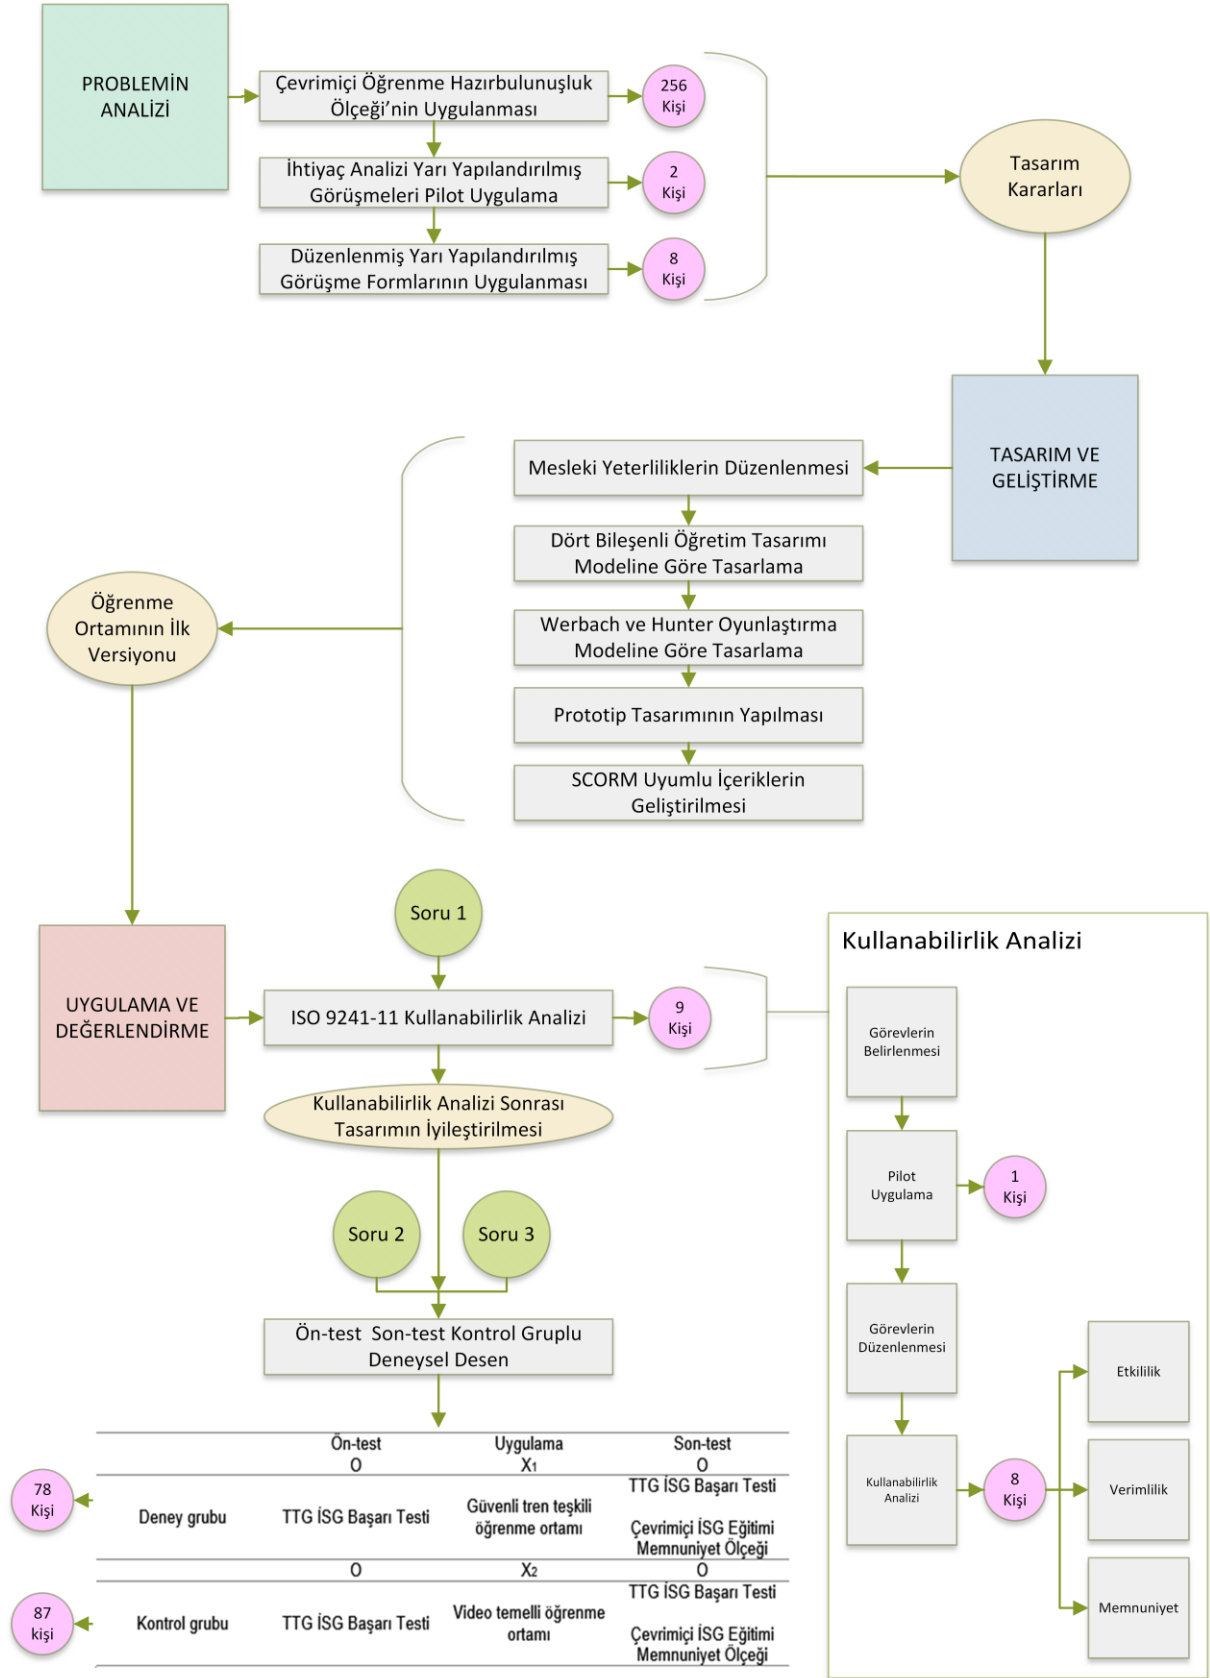 PROBLEMİN
ANALİZİ
Çevrimiçi Öğrenme Hazırbulunuşluk
Ölçeği’nin Uygulanması
256
Kişi
İhtiyaç Analizi Yarı Yapılandırılmış
Görüşmeleri Pilot Uygulama
2
Kişi
Düzenlenmiş Yarı Yapılandırılmış
Görüşme Formlarının Uygulanması
8
Kişi
Tasarım
Kararları
TASARIM VE
GELİŞTİRME
Mesleki Yeterliliklerin Düzenlenmesi
Dört Bileşenli Öğretim Tasarımı
Modeline Göre Tasarlama
Werbach ve Hunter Oyunlaştırma
Modeline Göre Tasarlama
Prototip Tasarımının Yapılması
SCORM Uyumlu İçeriklerin
Geliştirilmesi
Öğrenme
Ortamının İlk
Versiyonu
UYGULAMA VE
DEĞERLENDİRME
Soru 1
ISO 9241-11 Kullanabilirlik Analizi
9
Kişi
Kullanabilirlik Analizi Sonrası
Tasarımın İyileştirilmesi
Soru 2
Soru 3
Ön-test  Son-test Kontrol Gruplu
Deneysel Desen
Kullanabilirlik Analizi
Görevlerin
Belirlenmesi
Pilot
Uygulama
1
Kişi
Görevlerin
Düzenlenmesi
Kullanabilirlik
Analizi
8
Kişi
Etkililik
Verimlilik
Memnuniyet
Ön-test Uygulama Son-test
O X1 O
78
Kişi
Deney grubu
TTG İSG Başarı Testi
Güvenli tren teşkili
öğrenme ortamı
TTG İSG Başarı Testi
Çevrimiçi İSG Eğitimi
Memnuniyet Ölçeği
O X2 O
87
kişi
Kontrol grubu
TTG İSG Başarı Testi
Video temelli öğrenme
ortamı
TTG İSG Başarı Testi
Çevrimiçi İSG Eğitimi
Memnuniyet Ölçeği